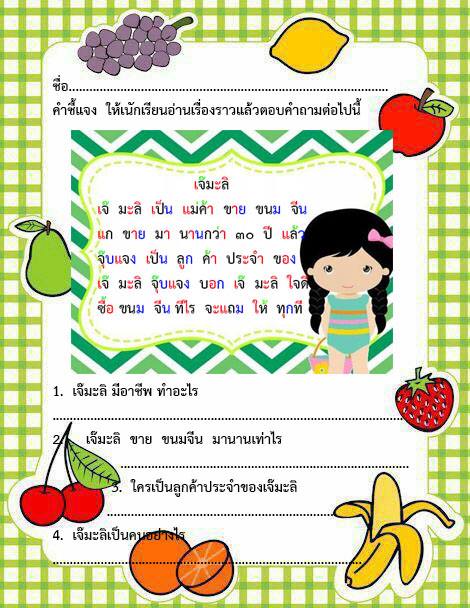 ชื่อ................................................................................
คำชี้แจง ให้เนักเรียนอ่านเรื่องราวแล้วตอบคำถามต่อไปนี้
เจ๊มะลิ
เจ๊ มะลิ เป็น แม่ค้า ขาย ขนม จีน
แก ขาย มา นานกว่า ๓๐ ปี แล้ว
จุ๊บแจง เป็น ลูก ค้า ประจำ ของ
เจ๊ มะลิ จุ๊บแจง บอก เจ๊ มะลิ ใจดี
ซื้อ ขนม จีน ทีไร จะแถม ให้ ทุกที
1. เจ๊มะลิ มีอาชีพ ทำอะไร
2. เจ๊มะลิ ขาย ขนมจีน มานานเท่าไร
3. ใครเป็นลูกค้าประจำของเจ๊มะลิ
4. เจ๊มะลิเป็นคนอย่างไร